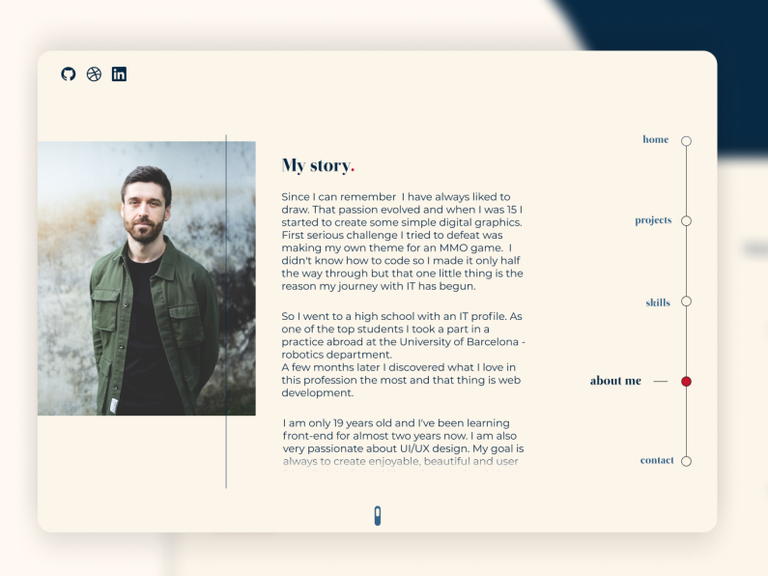 in
My story.
Since I can remember I have always liked to
draw. That passion evolved and when I was 15 I
started to create some simple digital graphics.
First serious challenge I tried to defeat was
making my own theme for an MMO game. I
didn't know how to code so I made it only half
the way through but that one little thing is the
reason my journey with IT has begun.
So I went to a high school with an IT profile. As
one of the top students I took a part in a
practice abroad at the University of Barcelona -
robotics department.
A few months later I discovered what I love in
this profession the most and that thing is web
development.
I am only 19 years old and I've been learning
front-end for almost two years now. I am also
very passionate about UI/UX design. My goal is
always to create enjoyable, beautiful and user
home
projects
skills
about me
contact